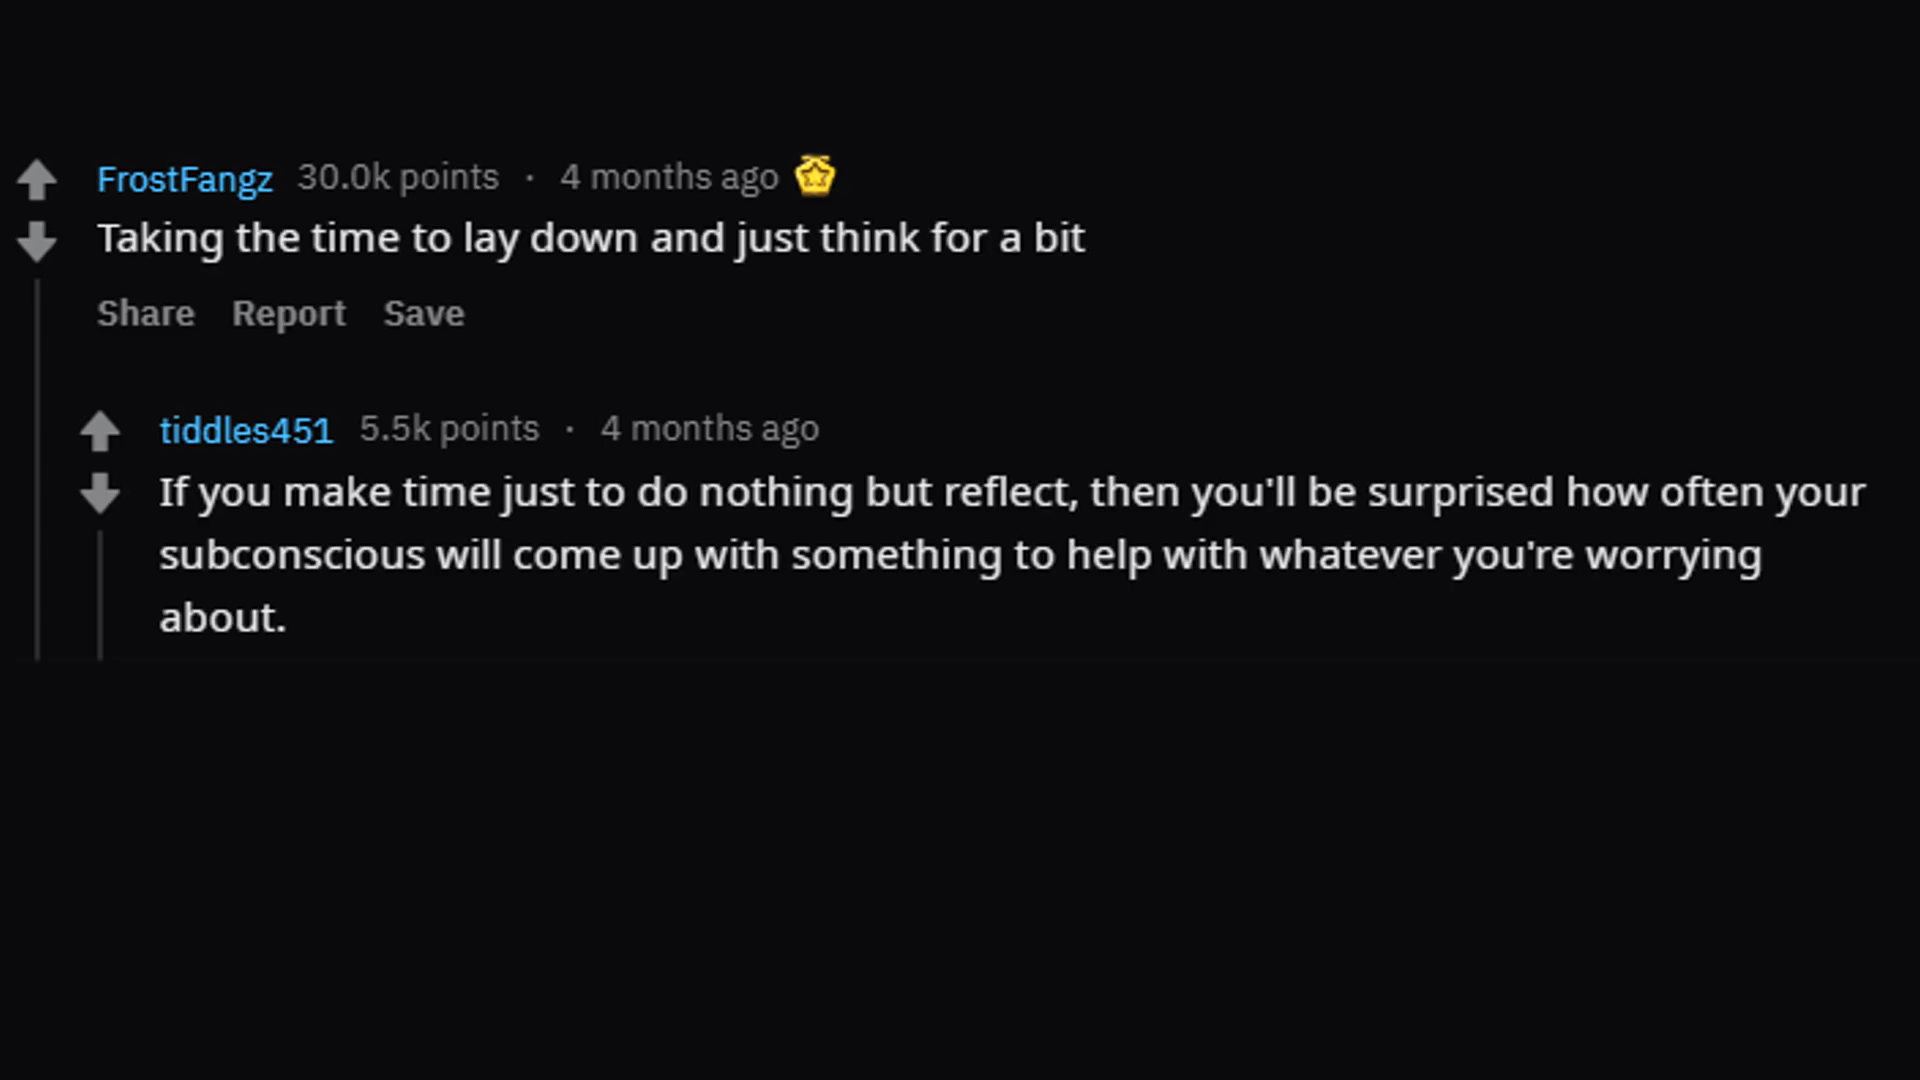 FrostFangz 30.0k points · 4 months ago
Taking the time to lay down and just think for a bit
Share Report Save
tiddles451 5.5k points · 4 months ago
If you make time just to do nothing but reflect, then you'll be surprised how often your
subconscious will come up with something to help with whatever you're worrying
about.